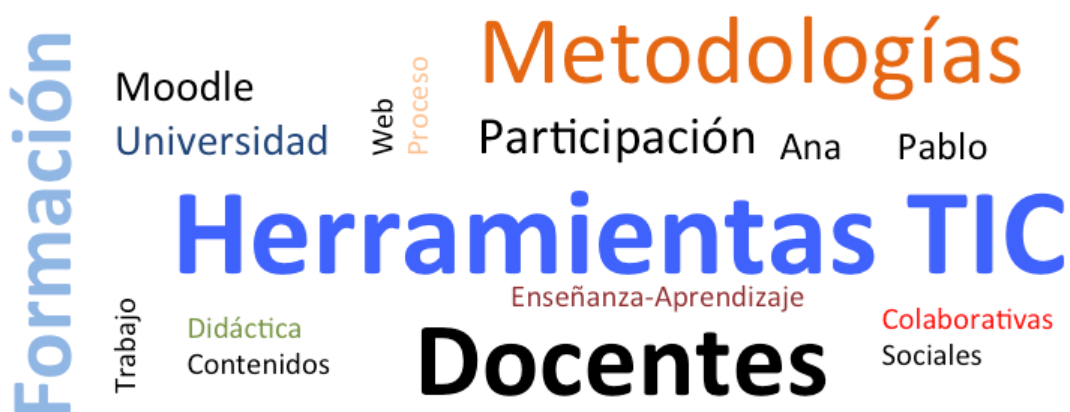 Formación
Moodle
Universidad
Web
Proceso
Metodologías
Participación
Ana
Pablo
Herramientas TIC
Enseñanza-Aprendizaje
Trabajo
Didáctica
Contenidos
Docentes
Colaborativas
Sociales